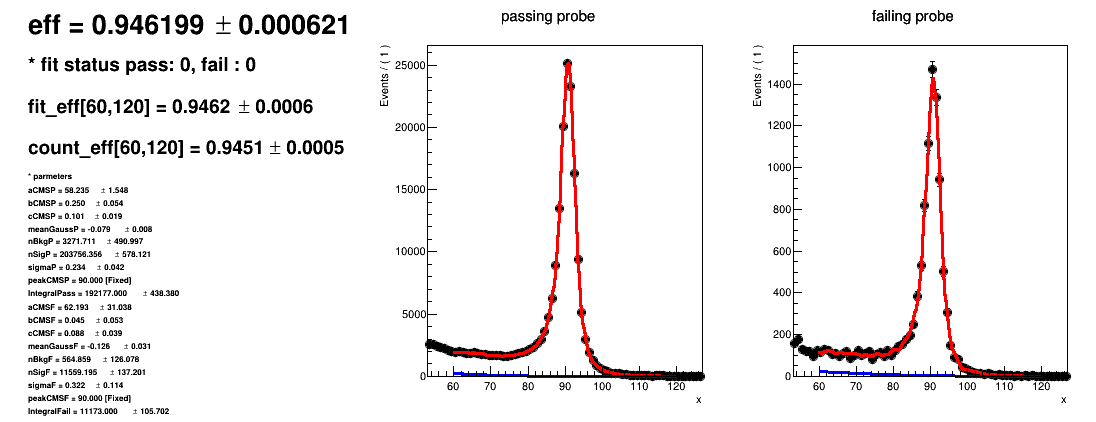 eff = 0.946199 ± 0.000621
* fit status pass: 0, fail : 0
fit_eff[60,120] = 0.9462 ± 0.0006
count_eff[60,120] = 0.9451 ± 0.0005
* parmeters
aCMSP = 58.235 ± 1.548
bCMSP = 0.250 ± 0.054
cCMSP = 0.101 ± 0.019
meanGaussP = -0.079 ± 0.008
nBkgP = 3271.711 ± 490.997
nSigP = 203756.356 ± 578.121
sigmaP = 0.234 ± 0.042
peakCMSP = 90.000 [Fixed]
IntegralPass = 192177.000 ± 438.380
aCMSF = 62.193 ± 31.038
bCMSF = 0.045 ± 0.053
cCMSF = 0.088 ± 0.039
meanGaussF = -0.126 ± 0.031
nBkgF = 564.859 ± 126.078
nSigF = 11559.195 ± 137.201
sigmaF = 0.322 ± 0.114
peakCMSF = 90.000 [Fixed]
IntegralFail = 11173.000 ± 105.702
passing probe
Events / ( 1 )
25000
20000
15000
10000
5000
0
60 70 80 90 100 110 120
x
failing probe
Events / ( 1 )
1400
1200
1000
800
600
400
200
0
60 70 80 90 100 110 120
x